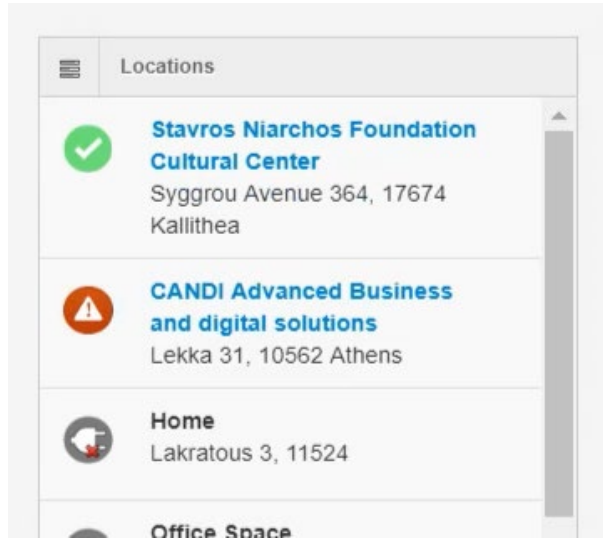 Locations
Stavros Niarchos Foundation
Cultural Center
Syggrou Avenue 364, 17674
Kallithea
CANDI Advanced Business
and digital solutions
Lekka 31, 10562 Athens
Home
Lakratous 3, 11524
Office Space